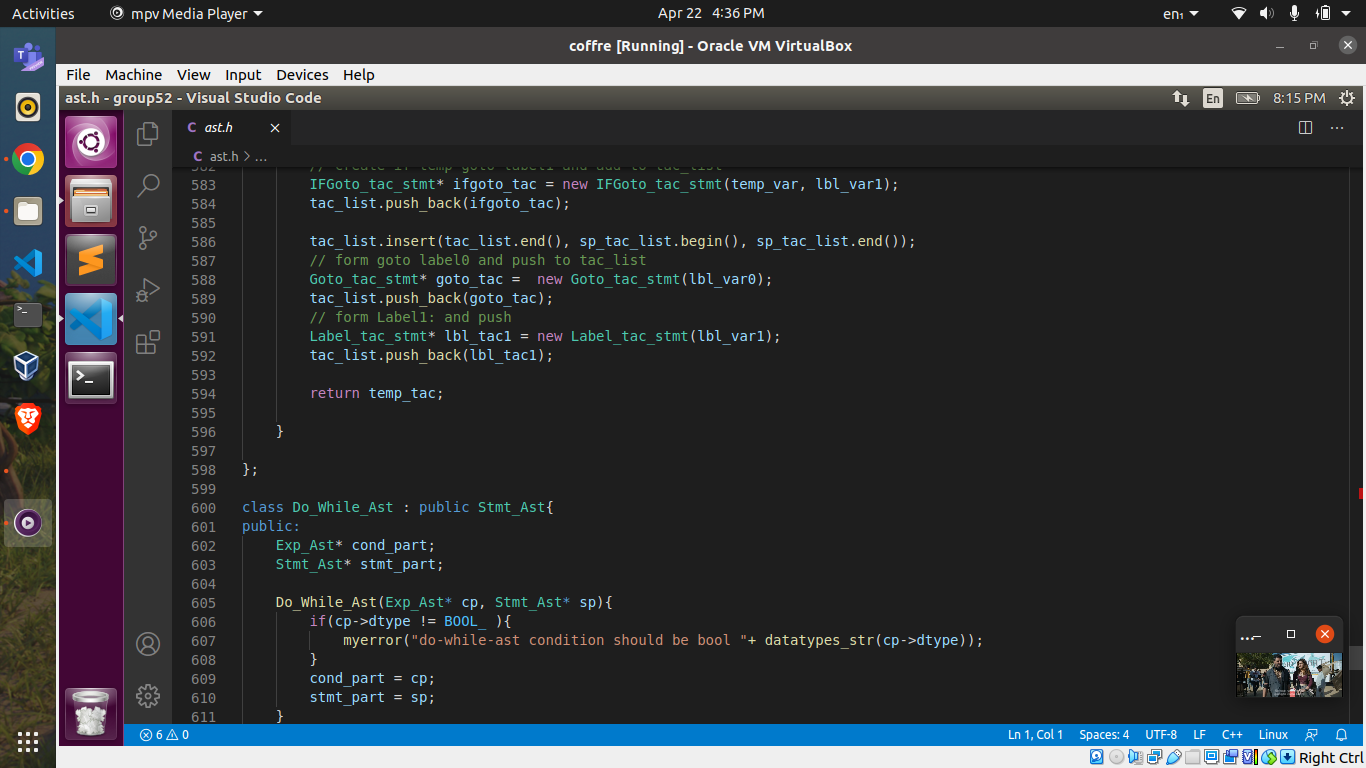 Activities
mpv Media Player
Apr 22 4:36 PM
en₁
coffre [Running] - Oracle VM VirtualBox
File Machine View Input Devices Help
ast.h - group52 - Visual Studio Code
En
8:15 PM
C ast.h
C ast.h > ...
582 // create if temp goto label1 and add to tac_list
583 IFGoto_tac_stmt* ifgoto_tac = new IFGoto_tac_stmt(temp_var, lbl_var1);
584 tac_list.push_back(ifgoto_tac);
585
586 tac_list.insert(tac_list.end(), sp_tac_list.begin(), sp_tac_list.end());
587 // form goto label0 and push to tac_list
588 Goto_tac_stmt* goto_tac =  new Goto_tac_stmt(lbl_var0);
589 tac_list.push_back(goto_tac);
590 // form Label1: and push
591 Label_tac_stmt* lbl_tac1 = new Label_tac_stmt(lbl_var1);
592 tac_list.push_back(lbl_tac1);
593
594 return temp_tac;
595
596 }
597
598 };
599
600 class Do_While_Ast : public Stmt_Ast{
601 public:
602 Exp_Ast* cond_part;
603 Stmt_Ast* stmt_part;
604
605 Do_While_Ast(Exp_Ast* cp, Stmt_Ast* sp){
606 if(cp->dtype != BOOL_ ){
607 myerror("do-while-ast condition should be bool "+ datatypes_str(cp->dtype));
608 }
609 cond_part = cp;
610 stmt_part = sp;
611 }
...
6 0
Ln 1, Col 1 Spaces: 4 UTF-8 LF C++ Linux
Right Ctrl